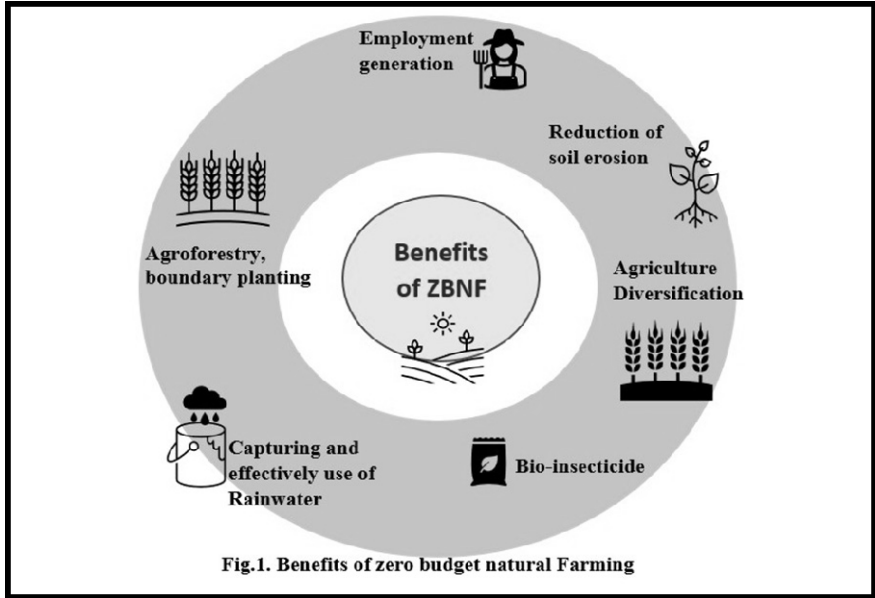 Employment
generation
Reduction of
soil erosion
Agroforestry,
boundary planting
Benefits
of ZBNF
Agriculture
Diversification
Capturing and
effectively use of
Rainwater
Bio-insecticide
Fig.1. Benefits of zero budget natural Farming